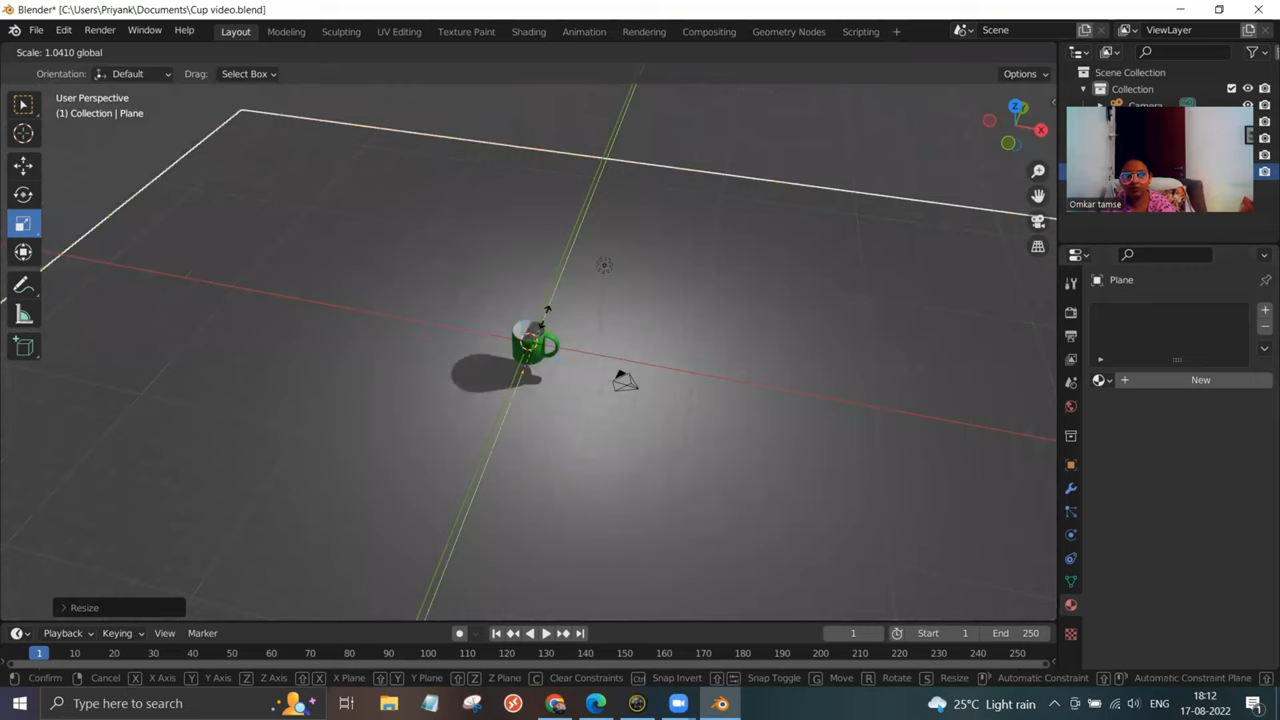 Blender* [C:\Users\Priyank\Documents\Cup video.blend]
File Edit Render Window Help Layout Modeling Sculpting UV Editing Texture Paint Shading Animation Rendering Compositing Geometry Nodes Scripting + Scene ViewLayer
Scale: 1.0410 global
Orientation: Default Drag: Select Box Options
Scene Collection
Collection
Camera
User Perspective
(1) Collection | Plane
Z
X
Omkar tamse
Plane
New
Resize
Playback Keying View Marker 1 Start 1 End 250
1 10 20 30 40 50 60 70 80 90 100 110 120 130 140 150 160 170 180 190 200 210 220 230 240 250
Confirm Cancel X X Axis Y Y Axis Z Z Axis X X Plane Y Y Plane Z Z Plane C Clear Constraints Ctrl Snap Invert Snap Toggle G Move R Rotate S Resize Automatic Constraint Automatic Constraint Plane
Type here to search
25°C Light rain
ENG
18:12
17-08-2022
1